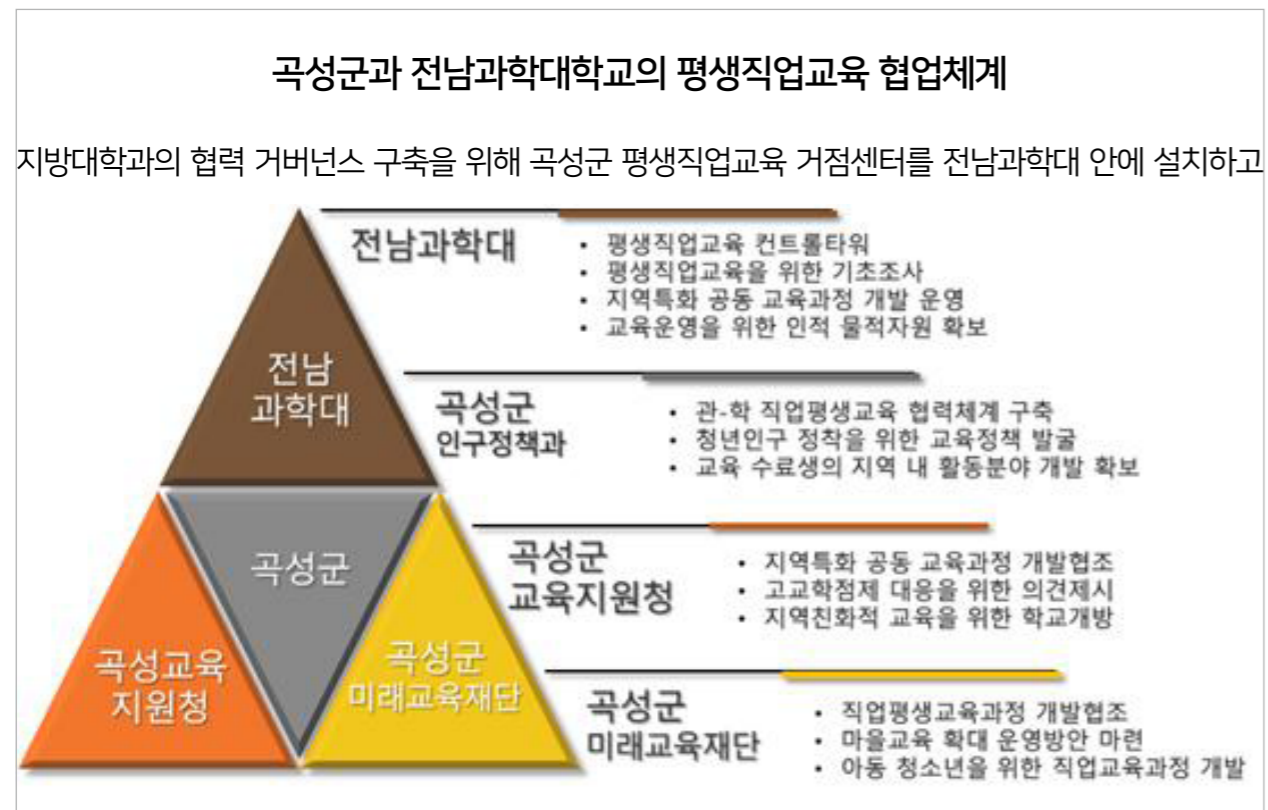 곡성군과 전남과학대학교의 평생직업교육 협업체계
지방대학과의 협력 거버넌스 구축을 위해 곡성군 평생직업교육 거점센터를 전남과학대 안에 설치하고
전남과학대
• 평생직업교육 컨트롤타워
• 평생직업교육을 위한 기초조사
• 지역특화 공동 교육과정 개발 운영
• 교육운영을 위한 인적 물적자원 확보
전남
과학대
곡성군
인구정책과
• 관-학 직업평생교육 협력체계 구축
• 청년인구 정착을 위한 교육정책 발굴
• 교육 수료생의 지역 내 활동분야 개발 확보
곡성군
곡성군
교육지원청
• 지역특화 공동 교육과정 개발협조
• 고교학점제 대응을 위한 의견제시
• 지역친화적 교육을 위한 학교개방
곡성교육
지원청
곡성군
미래교육재단
곡성군
미래교육재단
• 직업평생교육과정 개발협조
• 마을교육 확대 운영방안 마련
• 아동 청소년을 위한 직업교육과정 개발